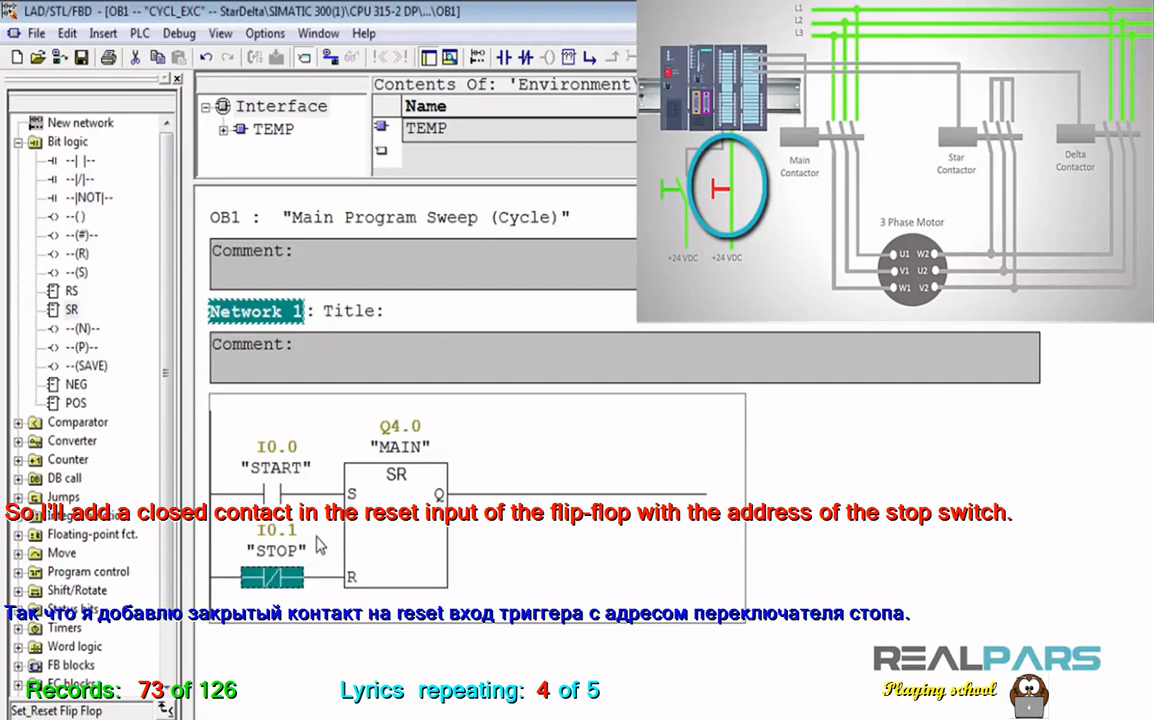 LAD/STL/FBD - [OB1 -- "CYCL_EXC" -- StarDelta\SIMATIC 300(1)\CPU 315-2 DP\...\OB1]
File Edit Insert PLC Debug View Options Window Help
New network
Bit logic
--| |--
--|/|--
--|NOT|--
--( )
--(#)--
--(R)
--(S)
RS
SR
--(N)--
--(P)--
--(SAVE)
NEG
POS
Comparator
Converter
Counter
DB call
Jumps
Floating-point fct.
Move
Program control
Shift/Rotate
Status bits
Timers
Word logic
FB blocks
Set_Reset Flip Flop
Interface
TEMP
Contents Of: 'Environment\
Name
TEMP
OB1 : "Main Program Sweep (Cycle)"
Comment:
Network 1: Title:
Comment:
I0.0
"START"
Q4.0
"MAIN"
SR
S
Q
I0.1
"STOP"
R
L1
L2
L3
Main Contactor
Star Contactor
Delta Contactor
+24 VDC
+24 VDC
3 Phase Motor
U1 W2
V1 U2
W1 V2
So I'll add a closed contact in the reset input of the flip-flop with the address of the stop switch.
Так что я добавлю закрытый контакт на reset вход триггера с адресом переключателя стопа.
REALPARS
Playing school
Records: 73 of 126
Lyrics repeating: 4 of 5